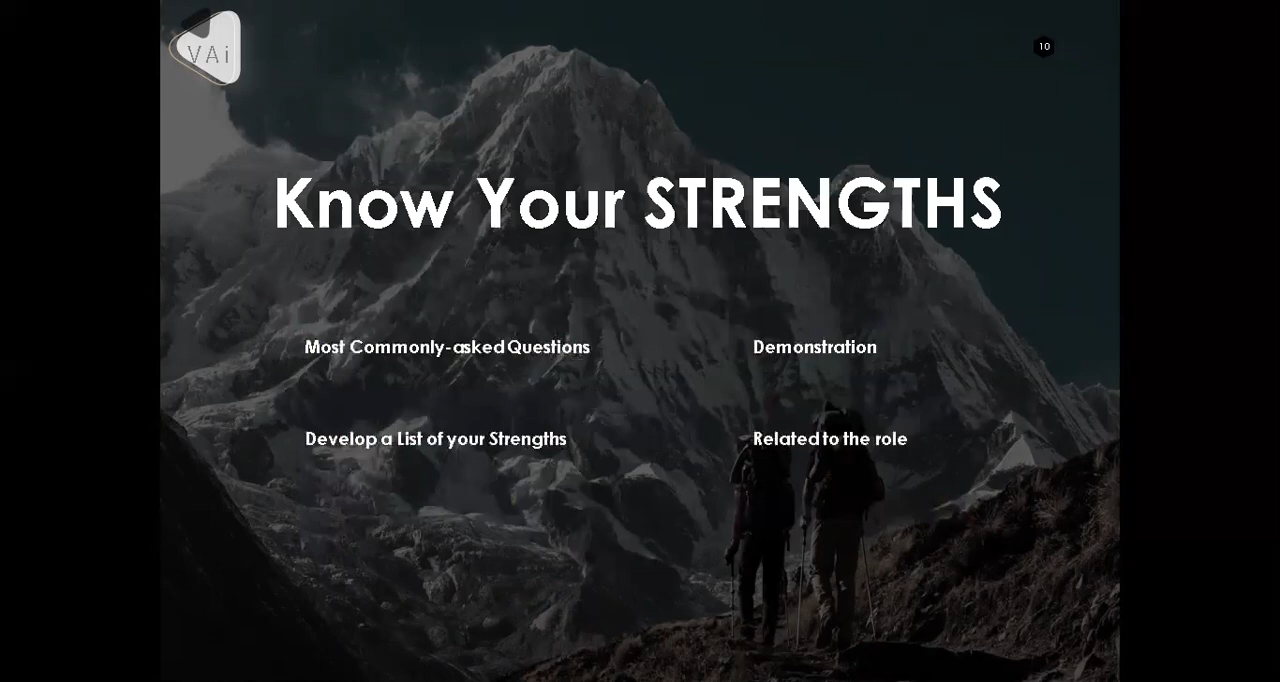 VAi
10
Know Your STRENGTHS
Most Commonly-asked Questions
Demonstration
Develop a List of your Strengths
Related to the role